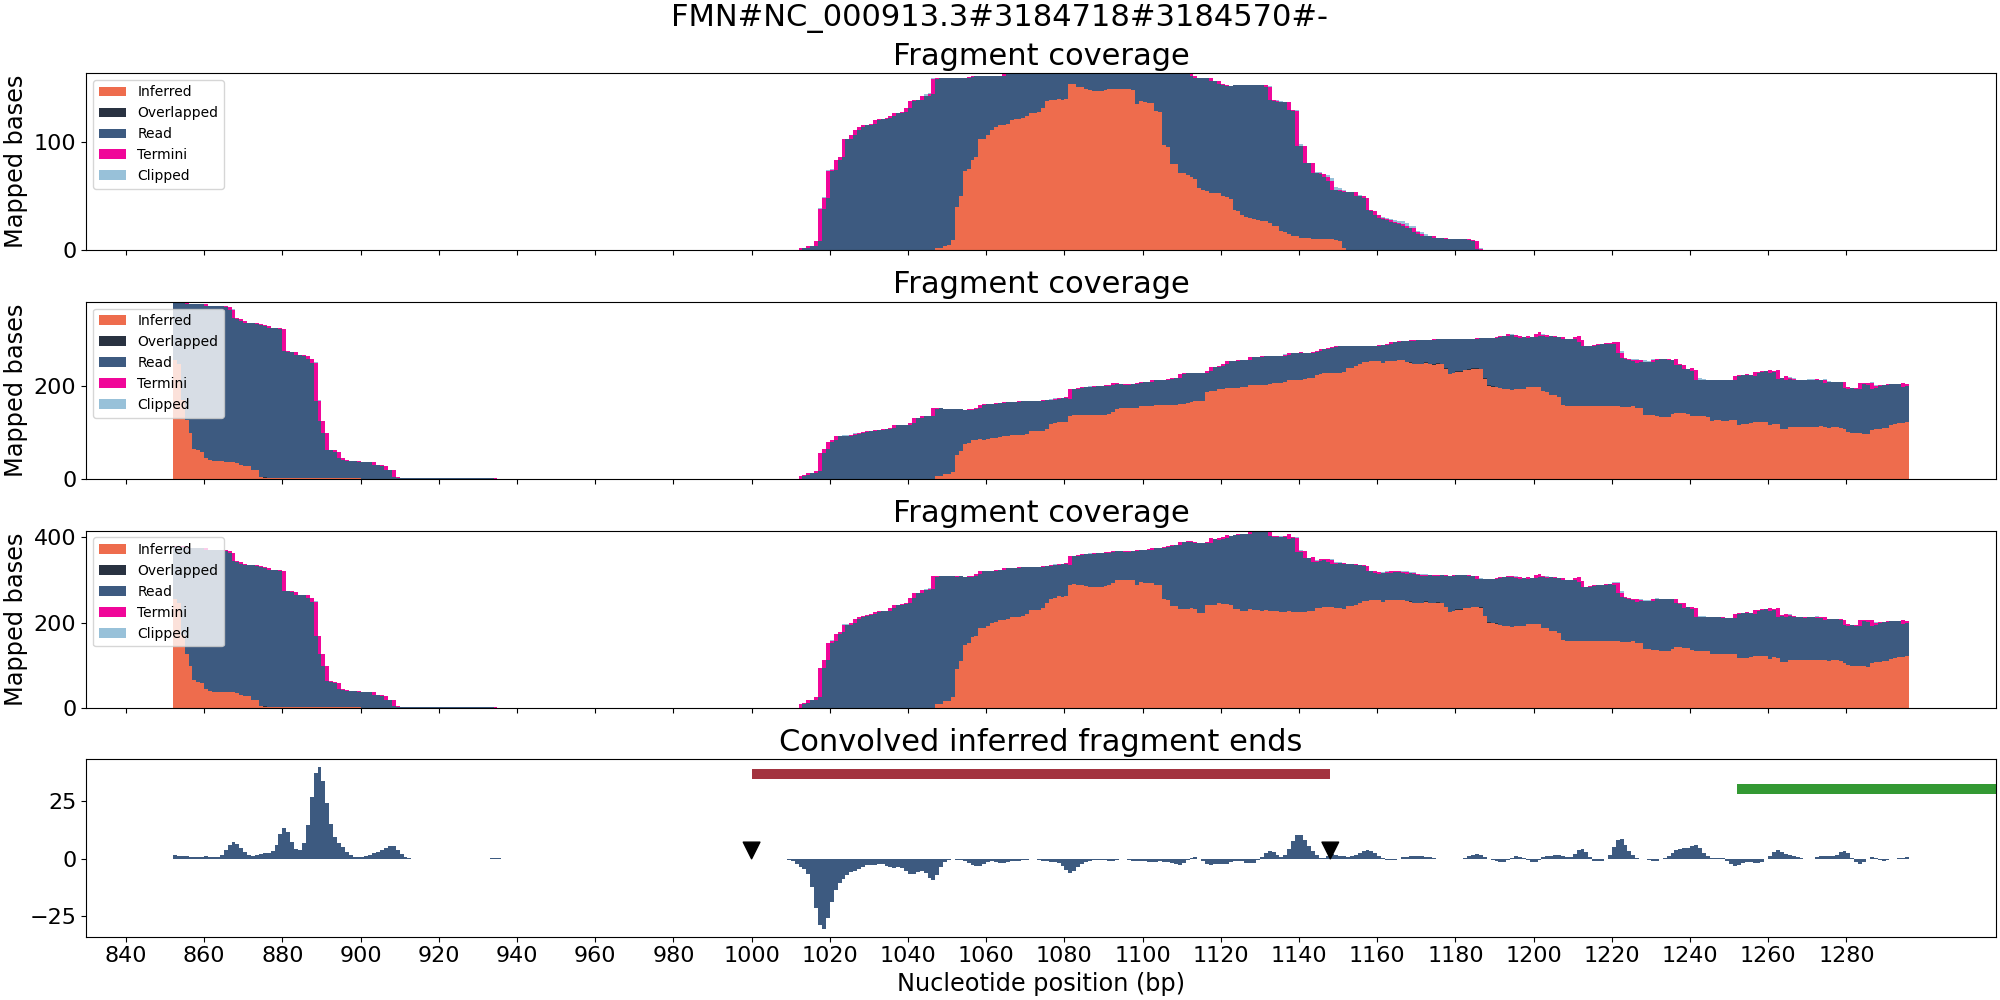 FMN#NC_000913.3#3184718#3184570#-
Fragment coverage
Mapped bases
100
0
Inferred
Overlapped
Read
Termini
Clipped
Fragment coverage
Mapped bases
200
0
Inferred
Overlapped
Read
Termini
Clipped
Fragment coverage
Mapped bases
400
200
0
Inferred
Overlapped
Read
Termini
Clipped
Convolved inferred fragment ends
25
0
−25
840 860 880 900 920 940 960 980 1000 1020 1040 1060 1080 1100 1120 1140 1160 1180 1200 1220 1240 1260 1280
Nucleotide position (bp)